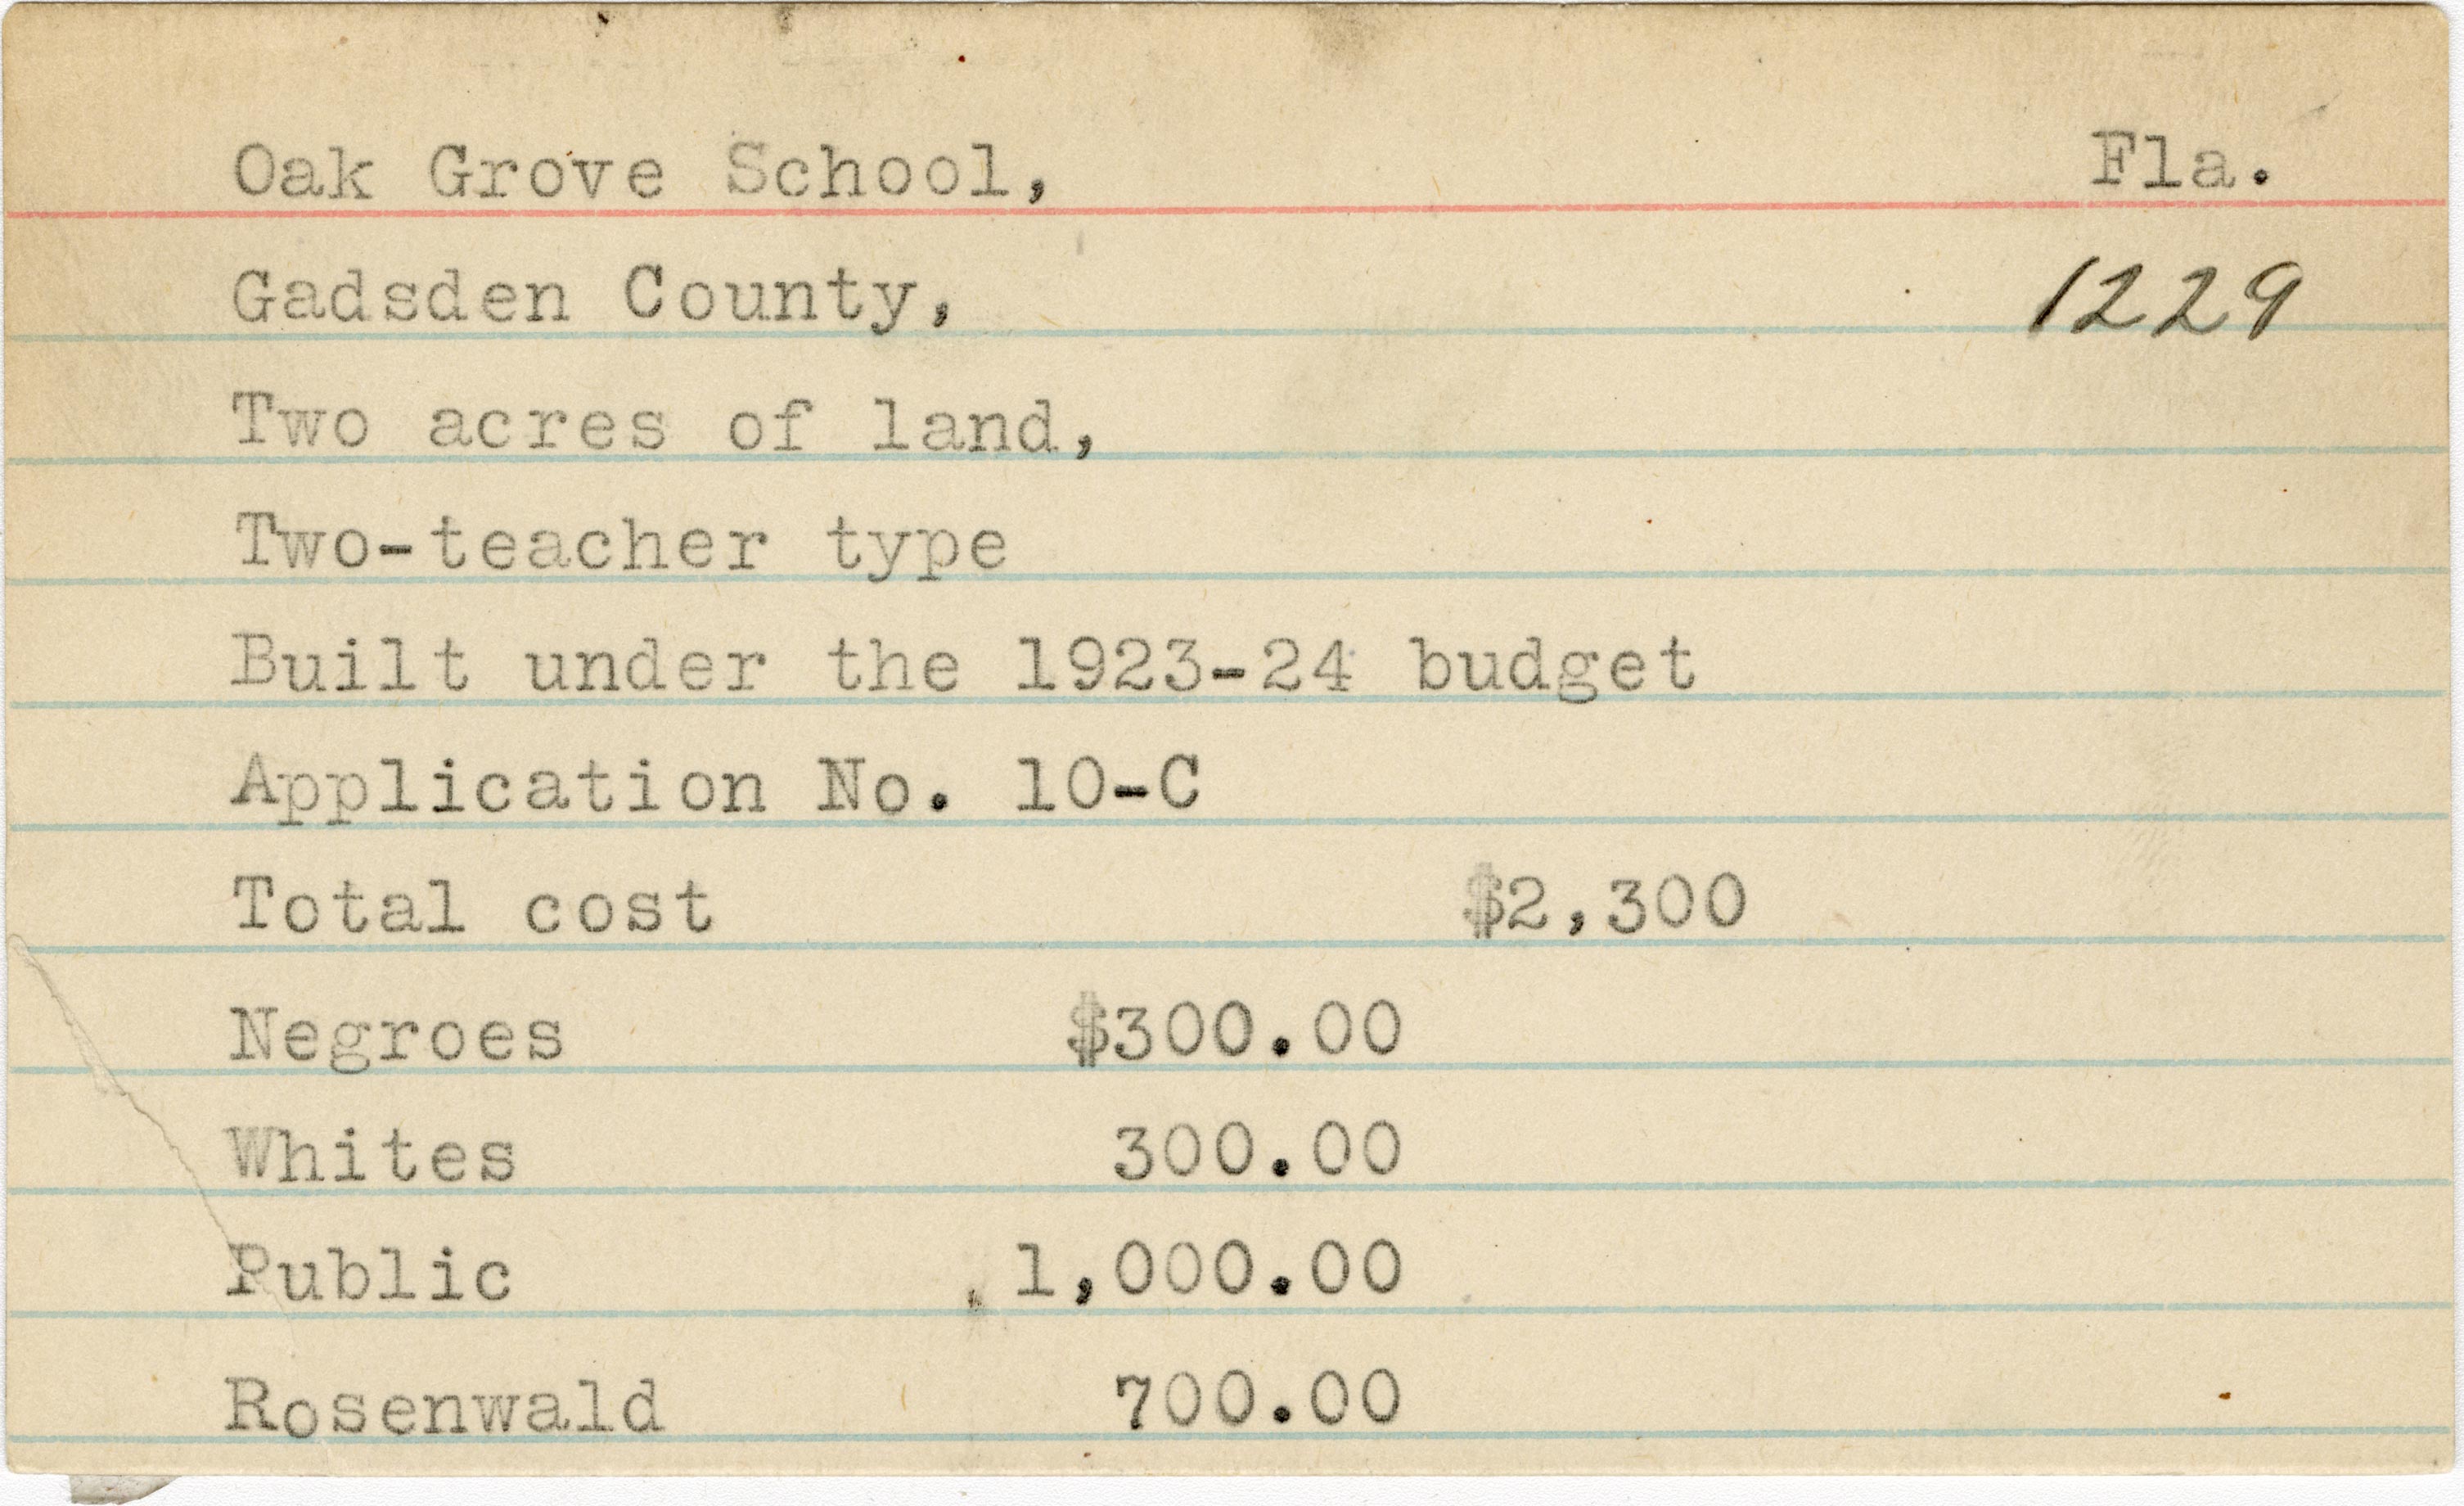 Oak Grove School, Fla.
Gadsden County, 1229
Two acres of land,
Two-teacher type
Built under the 1923-24 budget
Application No. 10-C
Total cost $2,300
Negroes $300.00
Whites 300.00
Public 1,000.00
Rosenwald 700.00